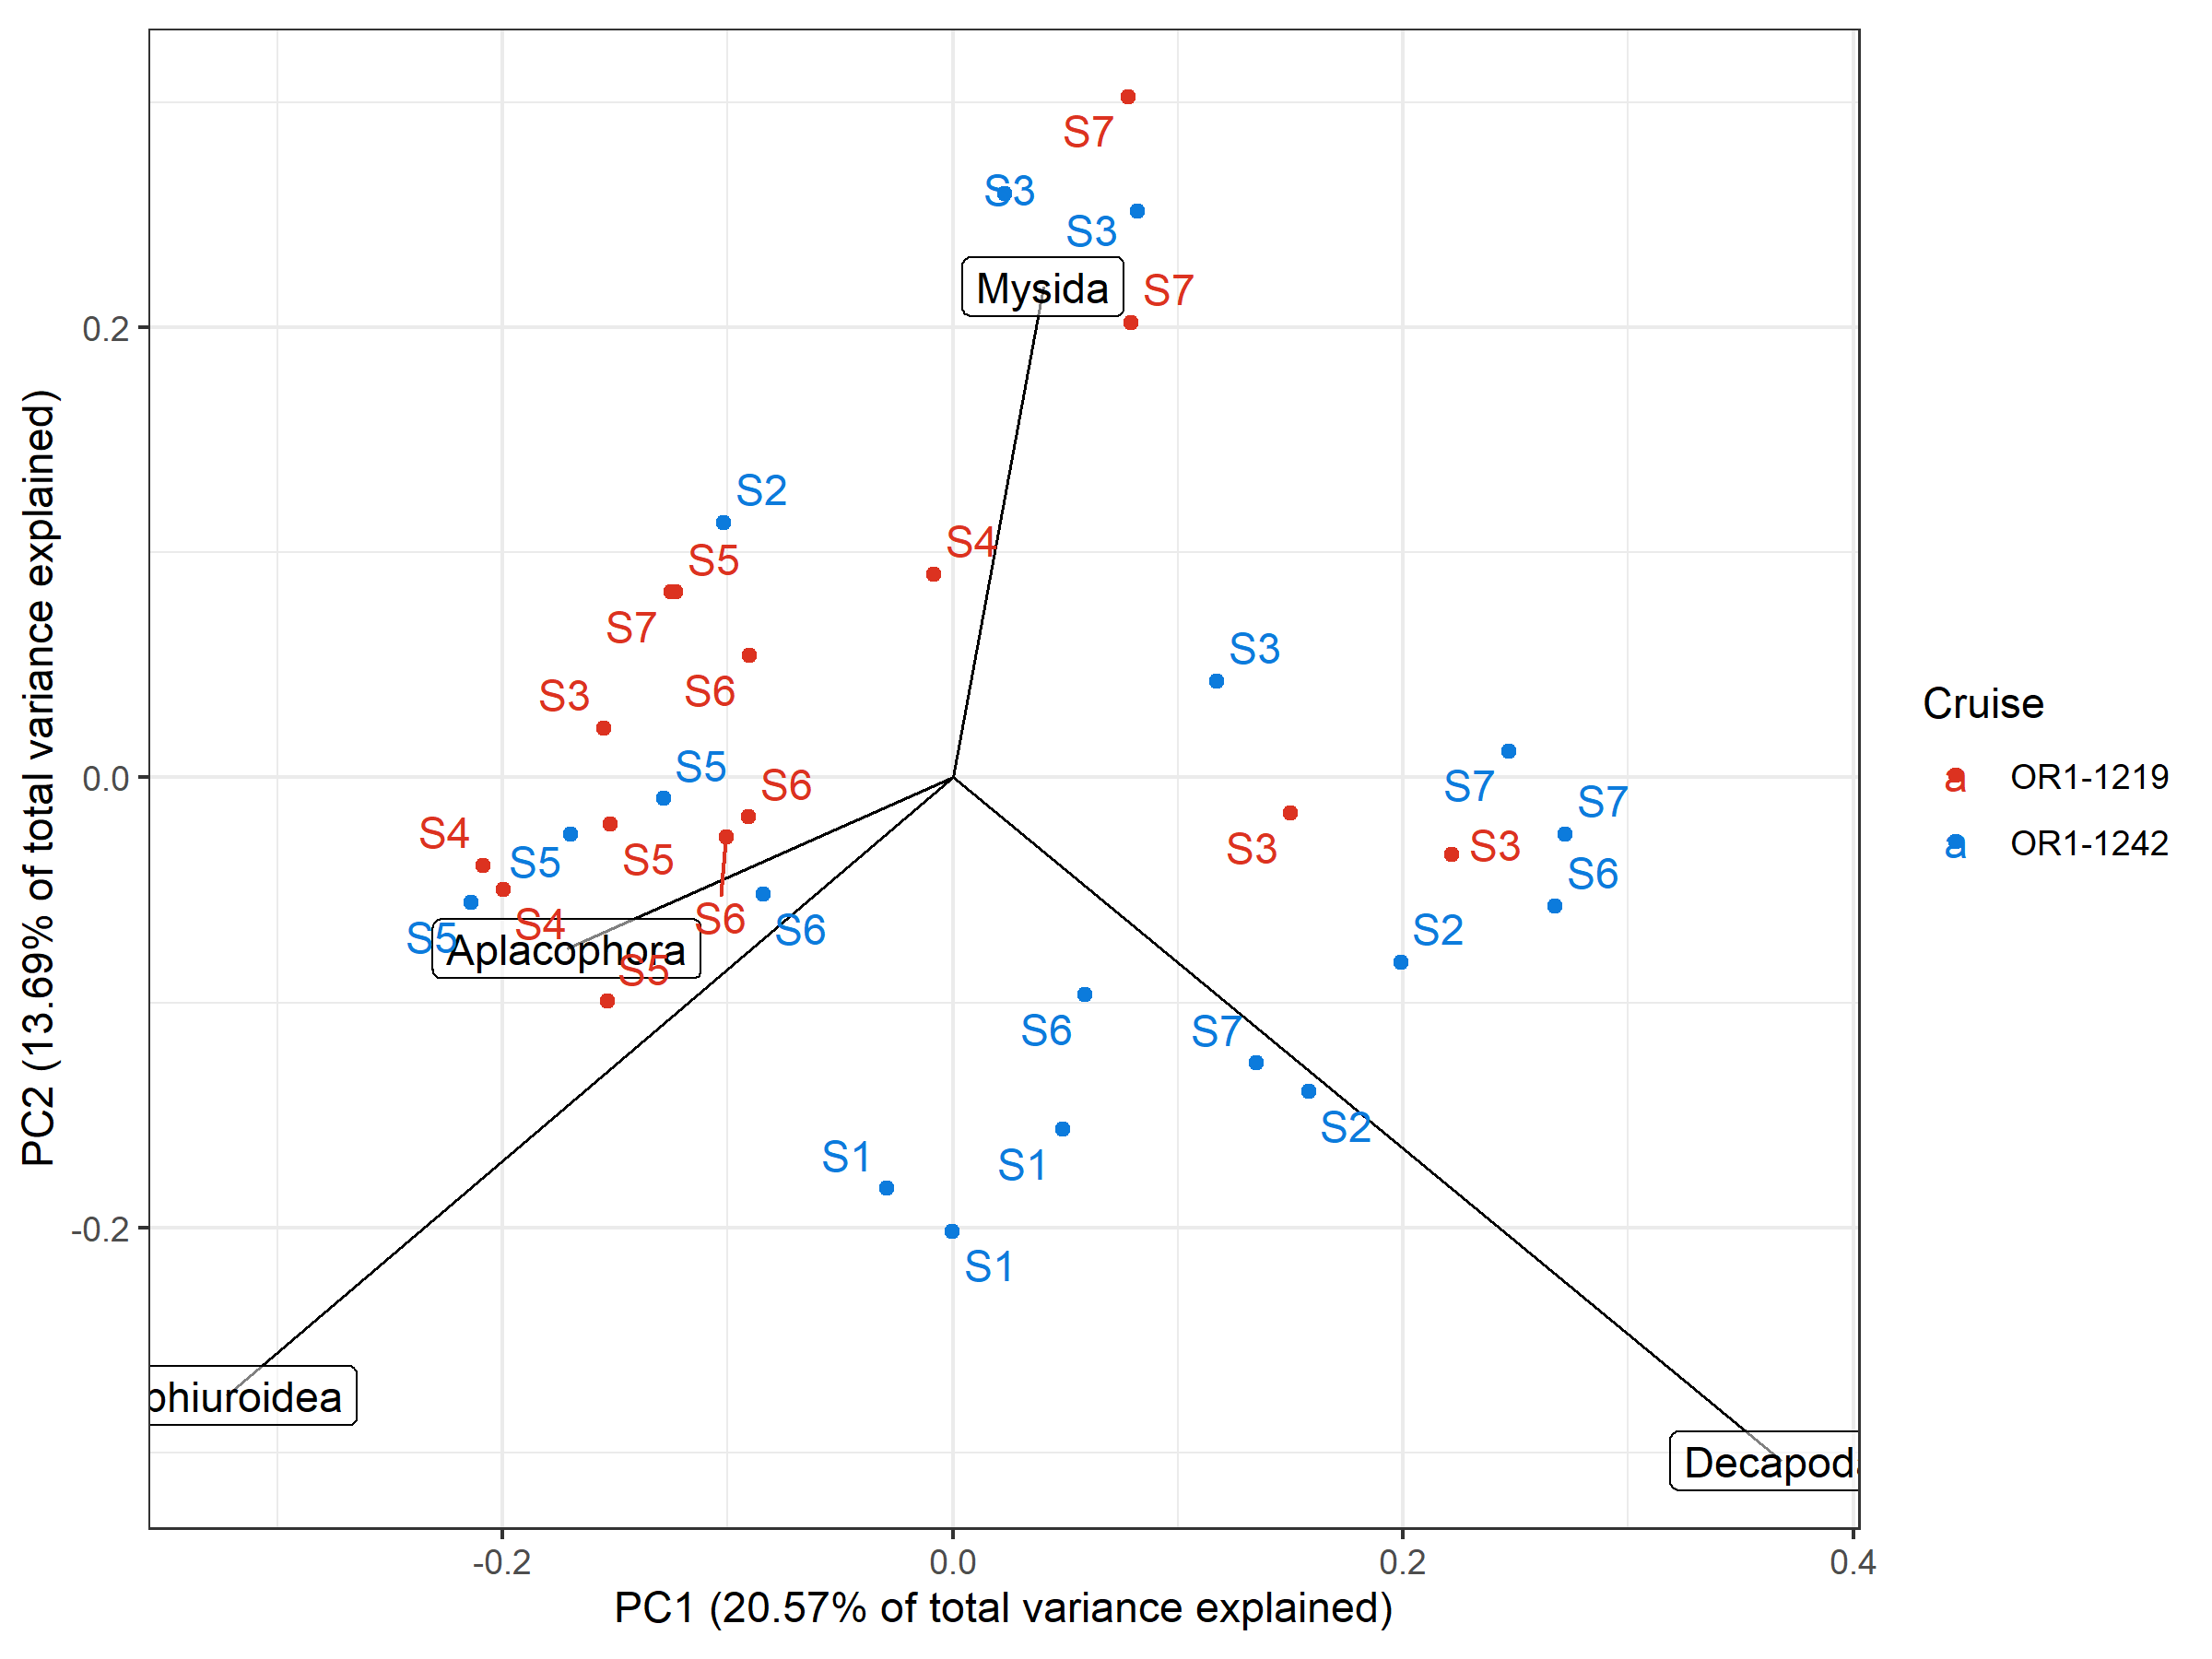 S7
S3
S3
Mysida
S7
0.2
S2
S4
S5
S7
S3
S6
S3
Cruise
S5
S6
0.0
S7
OR1-1219
S7
S4
S5
S5
S3
S3
OR1-1242
S6
S5
S4
S6
S6
S2
Aplacophora
S5
S6
S7
S2
S1
S1
-0.2
S1
phiuroidea
Decapoda
-0.2
0.0
0.2
0.4
PC1 (20.57% of total variance explained)
PC2 (13.69% of total variance explained)
a
a